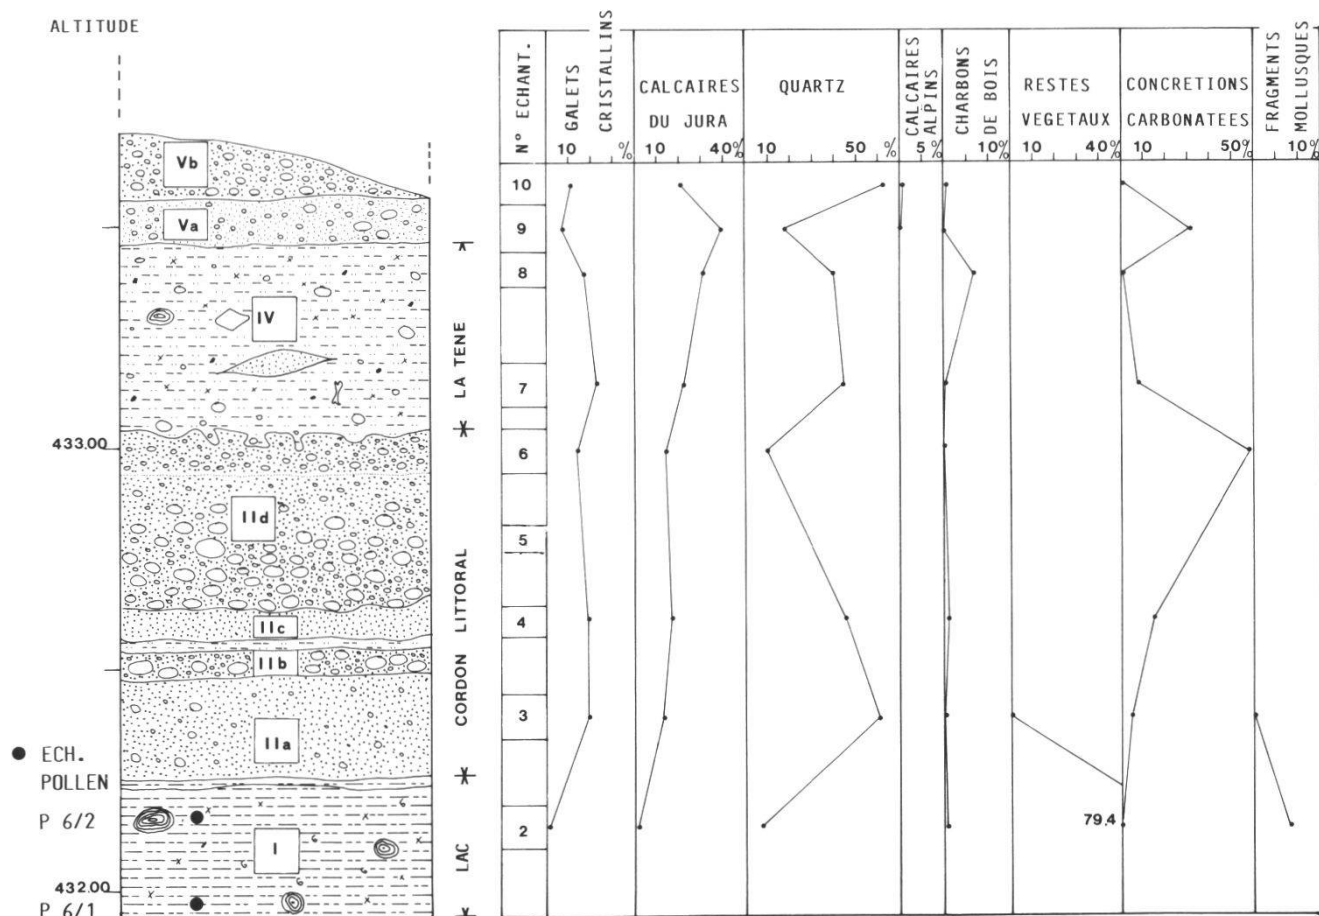 ALTITUDE
433.00
432.00
● ECH.
POLLEN
P 6/2
P 6/1
Vb
Va
IV
IId
IIc
IIb
IIa
I
LA TENE
CORDON LITTORAL
LAC
N° ECHANT.
10
9
8
7
6
5
4
3
2
GALETS
CRISTALLINS
10 %
CALCAIRES
DU JURA
10 40%
QUARTZ
10 50 %
CALCAIRES
ALPINS
5%
CHARBONS
DE BOIS
10%
RESTES
VEGETAUX
10 40%
79.4
CONCRETIONS
CARBONATEES
10 50%
FRAGMENTS
MOLLUSQUES
10%